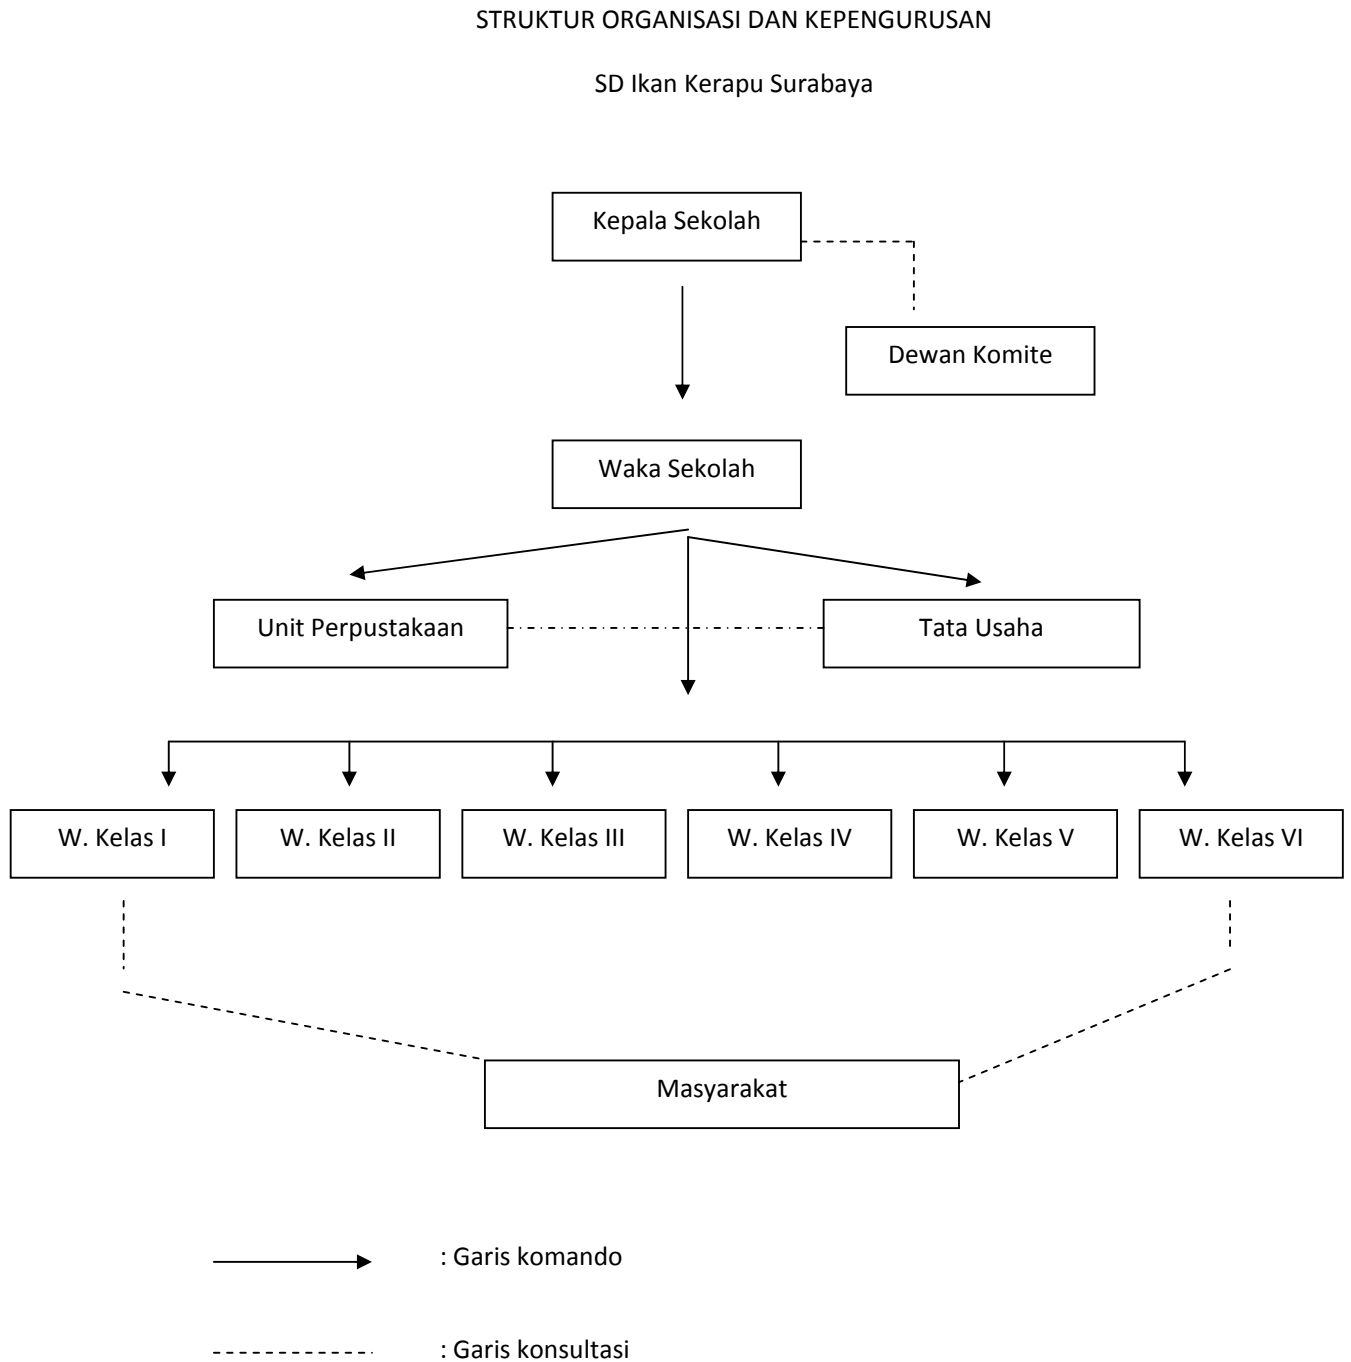 STRUKTUR ORGANISASI DAN KEPENGURUSAN
SD Ikan Kerapu Surabaya
Kepala Sekolah
Dewan Komite
Waka Sekolah
Unit Perpustakaan
Tata Usaha
W. Kelas I
W. Kelas II
W. Kelas III
W. Kelas IV
W. Kelas V
W. Kelas VI
Masyarakat
: Garis komando
: Garis konsultasi